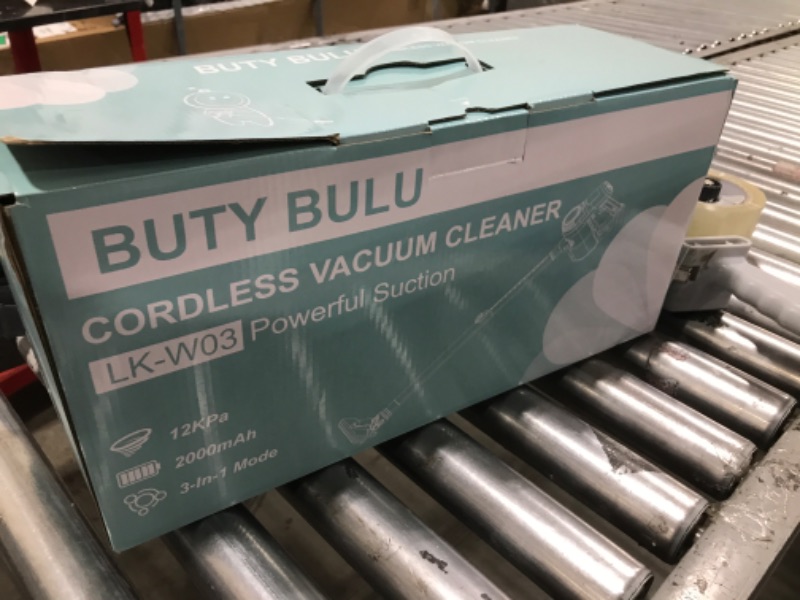 BUTY BULU
BUTY BULU
CORDLESS VACUUM CLEANER
LK-W03 Powerful Suction
12KPa
2000mAh
3-In-1 Mode